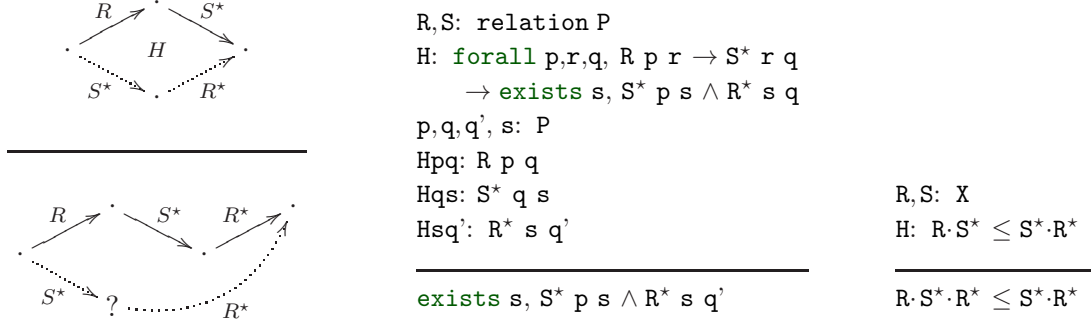 R S⋆
H
S⋆ R⋆
R S⋆ R⋆
S⋆ ? R⋆
R,S: relation P
H: forall p,r,q, R p r → S⋆ r q
→ exists s, S⋆ p s ∧ R⋆ s q
p,q,q', s: P
Hpq: R p q
Hqs: S⋆ q s
Hsq': R⋆ s q'
exists s, S⋆ p s ∧ R⋆ s q'
R,S: X
H: R·S⋆ ≤ S⋆·R⋆
R·S⋆·R⋆ ≤ S⋆·R⋆